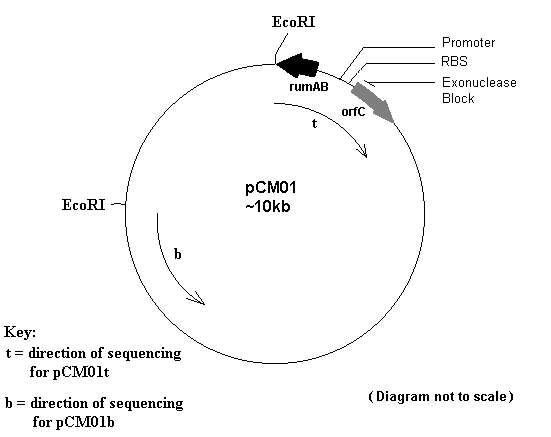 EcoRI
Promoter
RBS
Exonuclease
Block
rumAB
orfC
t
pCM01
~10kb
EcoRI
b
Key:
t = direction of sequencing
for pCM01t
b = direction of sequencing
for pCM01b
( Diagram not to scale )